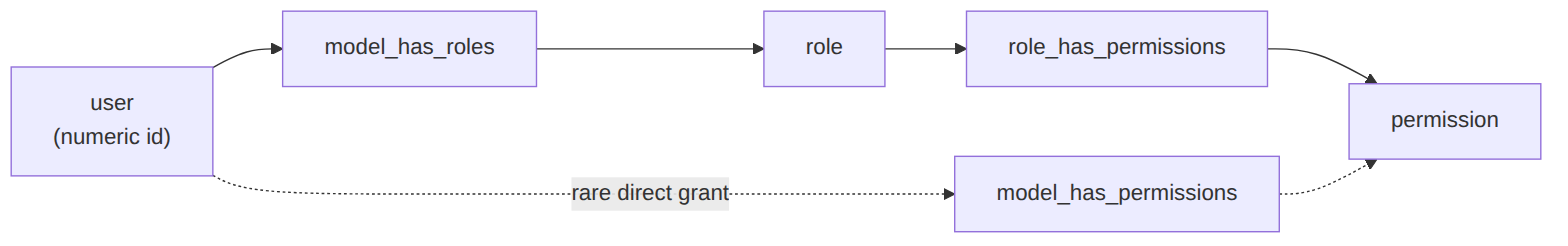 user
(numeric id)
model_has_roles
role
role_has_permissions
permission
rare direct grant
model_has_permissions